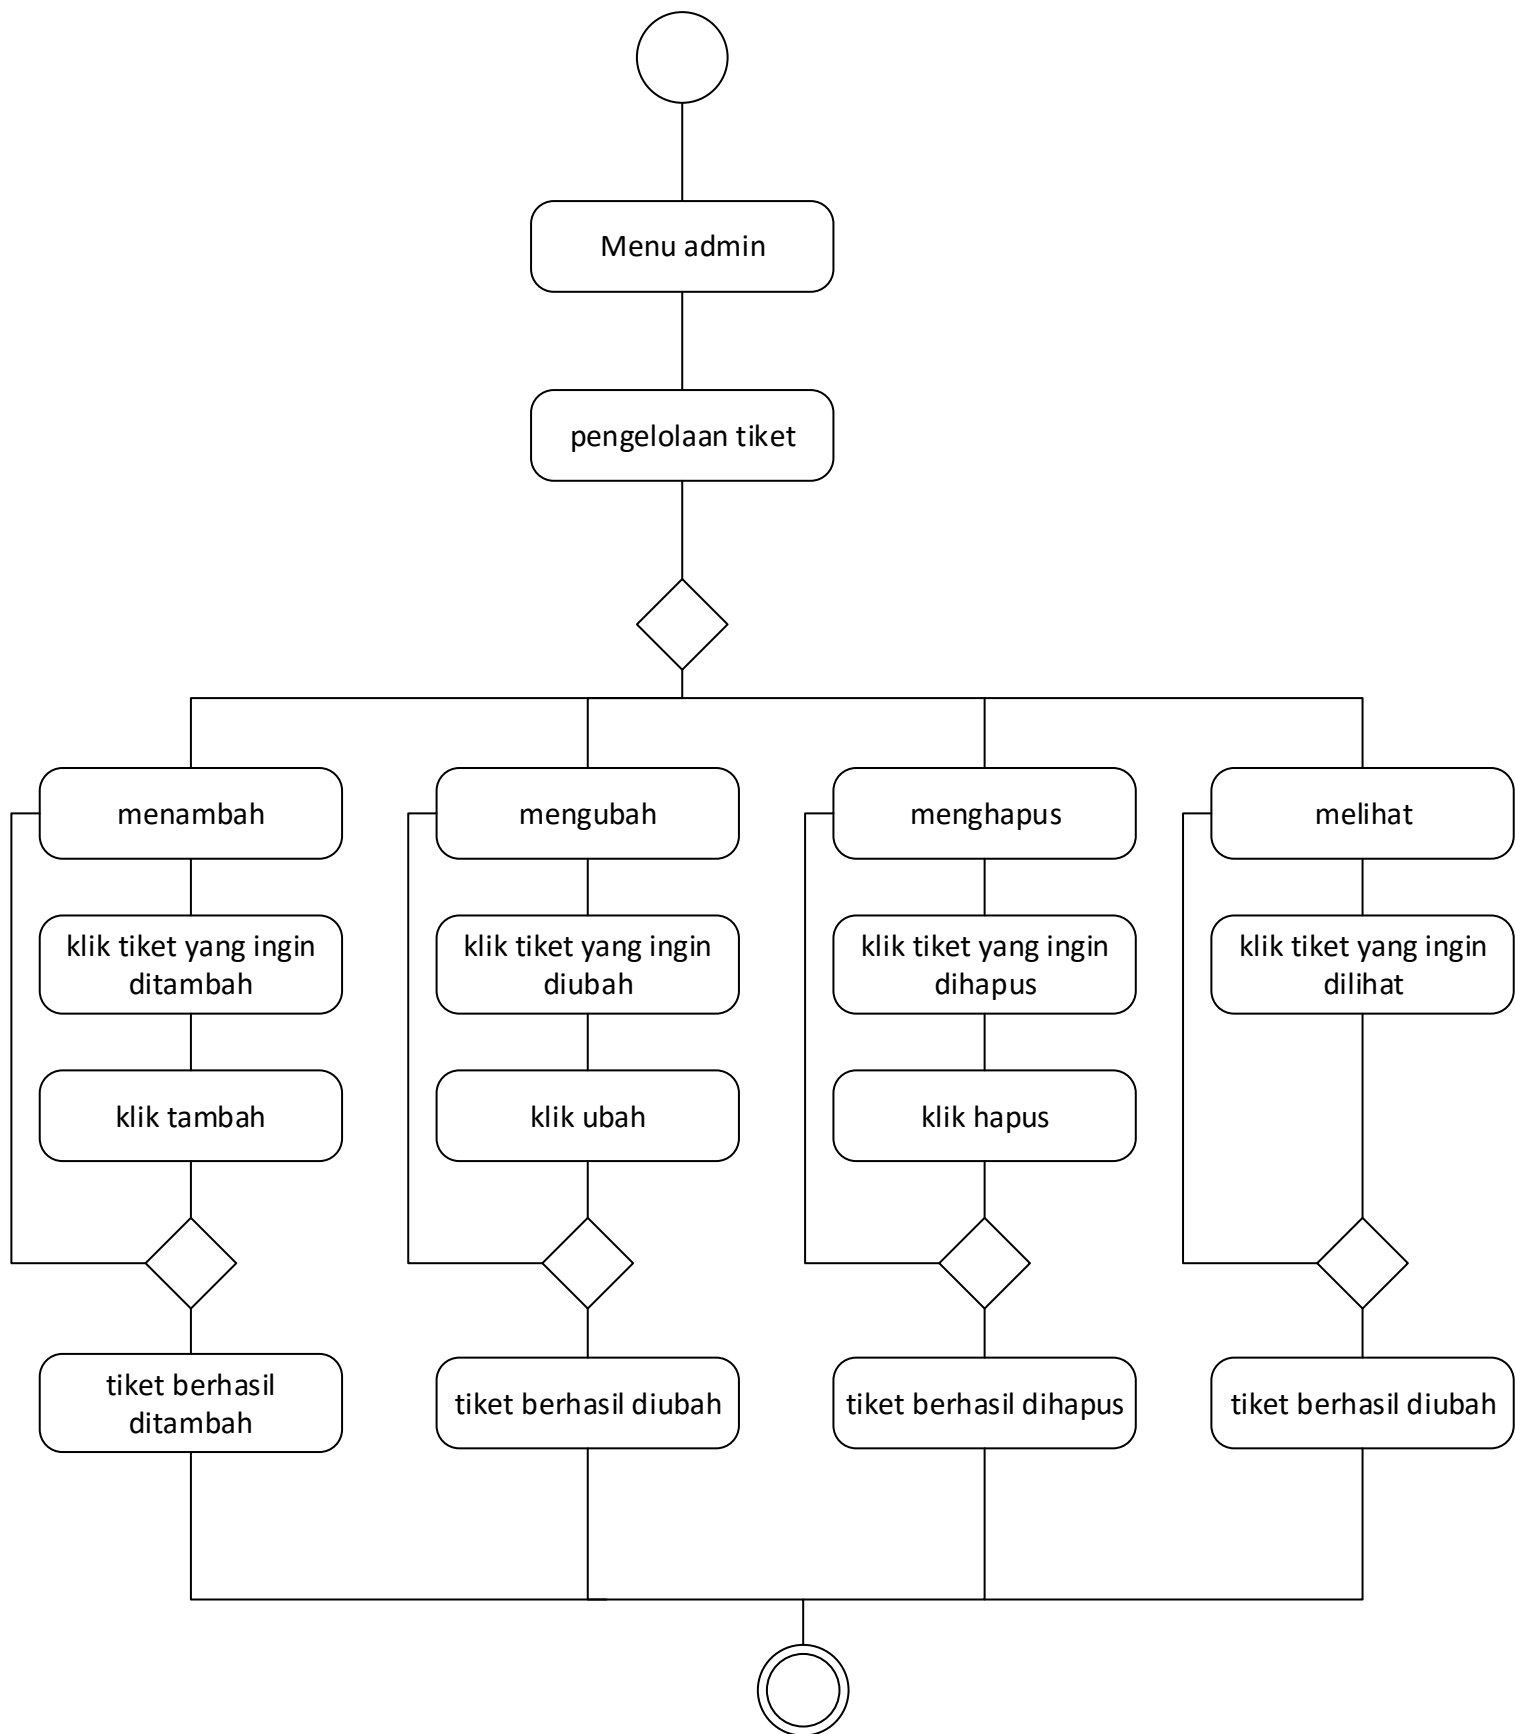 Menu admin
pengelolaan tiket
menambah
mengubah
menghapus
melihat
klik tiket yang ingin
ditambah
klik tiket yang ingin
diubah
klik tiket yang ingin
dihapus
klik tiket yang ingin
dilihat
klik tambah
klik ubah
klik hapus
tiket berhasil
ditambah
tiket berhasil diubah
tiket berhasil dihapus
tiket berhasil diubah